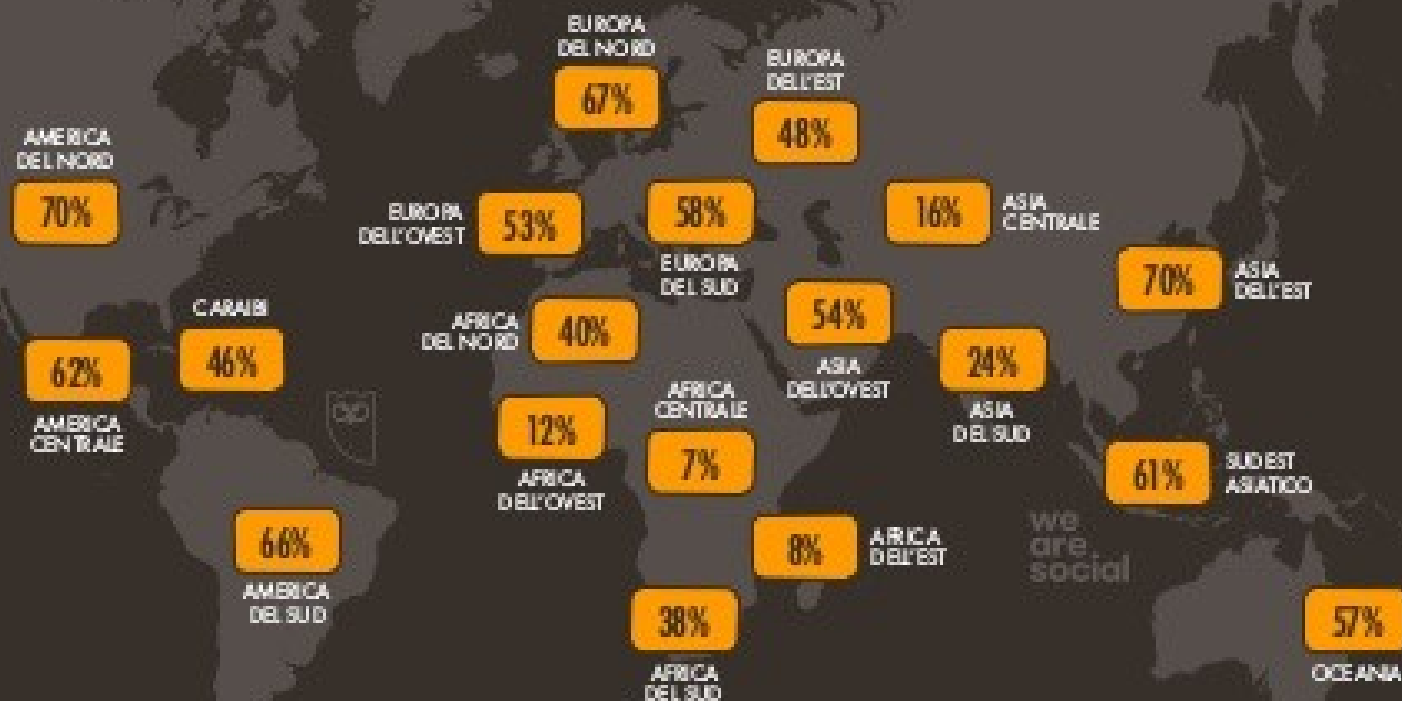 EUROPA
DEL NORD
67%
EUROPA
DELL'EST
48%
AMERICA
DEL NORD
70%
EUROPA
DELL'OVEST
53%
58%
EUROPA
DEL SUD
16%
ASIA
CENTRALE
70%
ASIA
DELL'EST
CARAIBI
46%
62%
AMERICA
CENTRALE
AFRICA
DEL NORD
40%
54%
ASIA
DELL'OVEST
24%
ASIA
DEL SUD
12%
AFRICA
DELL'OVEST
AFRICA
CENTRALE
7%
61%
SUDEST
ASIATICO
66%
AMERICA
DEL SUD
8%
AFRICA
DELL'EST
we
are
social
38%
AFRICA
DEL SUD
57%
OCEANIA